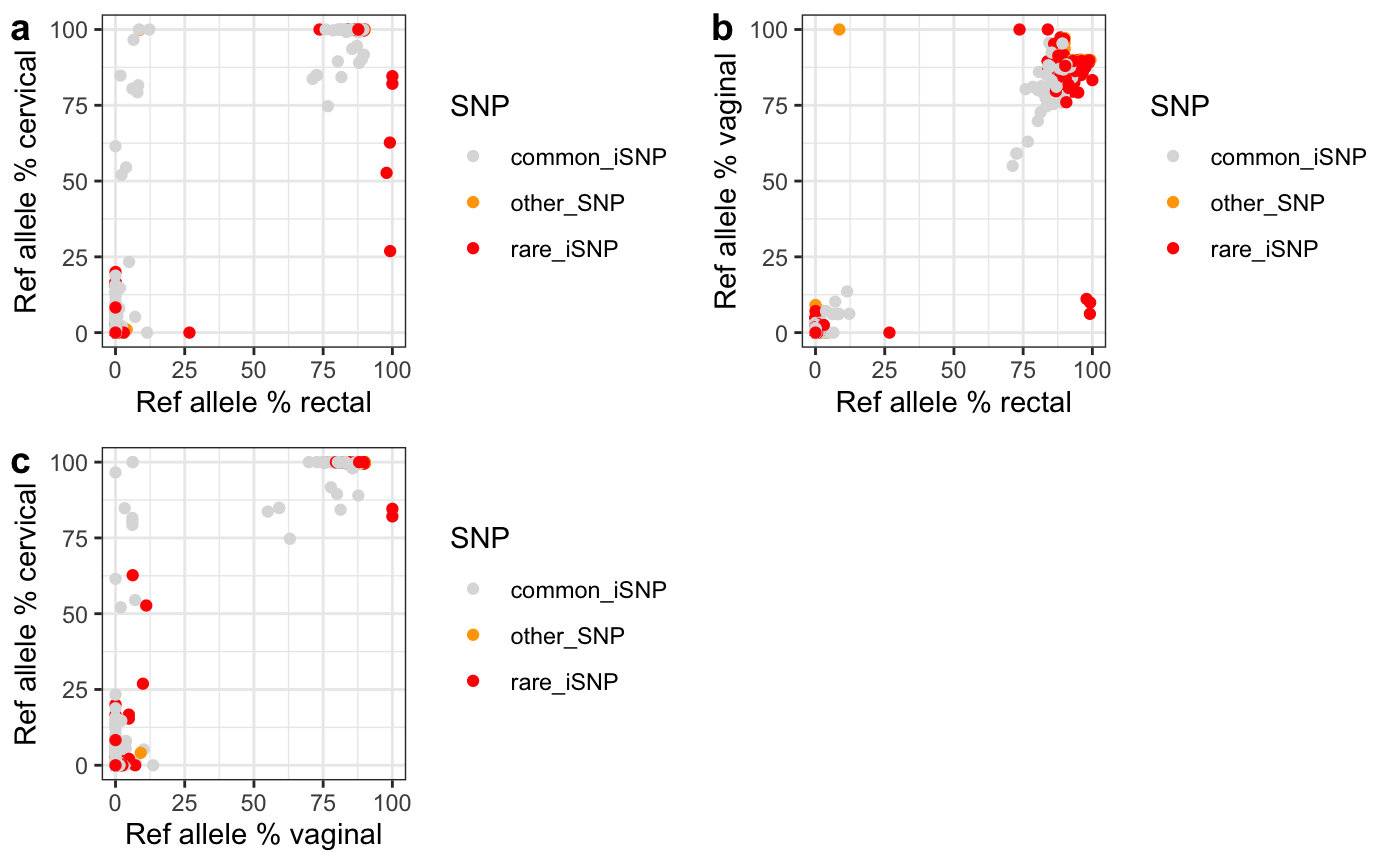 a
Ref allele % cervical
100
75
50
25
0
0 25 50 75 100
Ref allele % rectal
SNP
common_iSNP
other_SNP
rare_iSNP
b
Ref allele % vaginal
100
75
50
25
0
0 25 50 75 100
Ref allele % rectal
SNP
common_iSNP
other_SNP
rare_iSNP
c
Ref allele % cervical
100
75
50
25
0
0 25 50 75 100
Ref allele % vaginal
SNP
common_iSNP
other_SNP
rare_iSNP